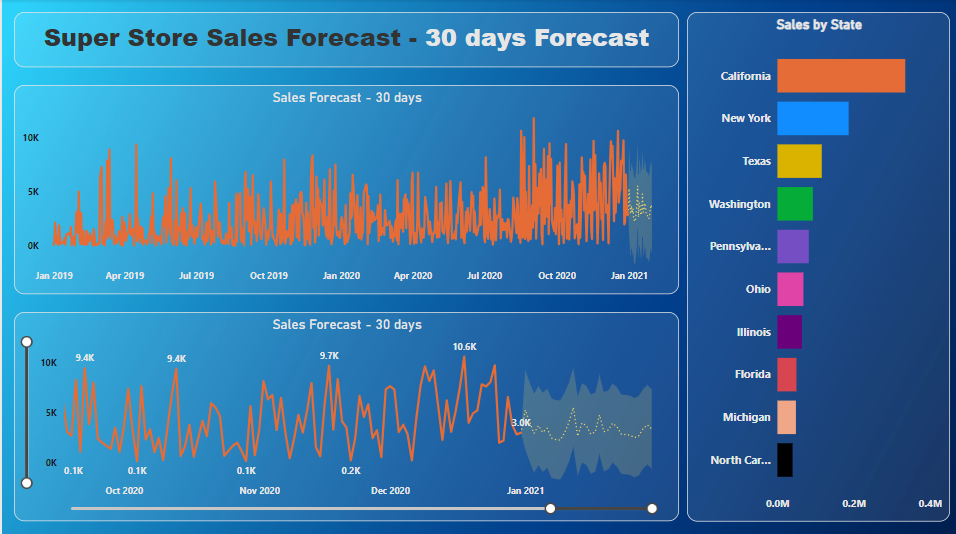 Super Store Sales Forecast - 30 days Forecast
Sales Forecast - 30 days
10K
5K
0K
Jan 2019 Apr 2019 Jul 2019 Oct 2019 Jan 2020 Apr 2020 Jul 2020 Oct 2020 Jan 2021
Sales Forecast - 30 days
10.6K
9.4K 9.4K 9.7K
10K
5K
3.0K
0K
0.1K 0.1K 0.1K 0.2K
Oct 2020 Nov 2020 Dec 2020 Jan 2021
Sales by State
California
New York
Texas
Washington
Pennsylva...
Ohio
Illinois
Florida
Michigan
North Car...
0.0M 0.2M 0.4M